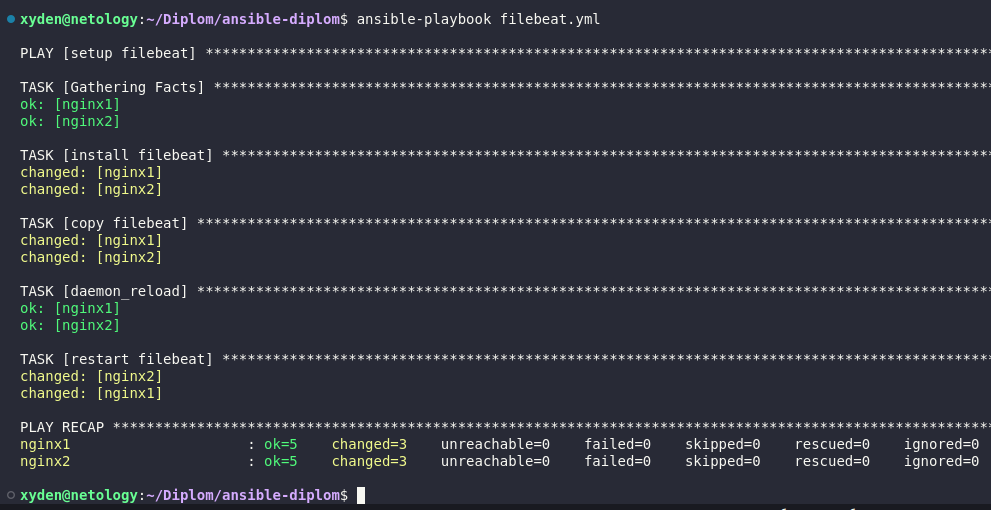 xyden@netology:~/Diplom/ansible-diplom$ ansible-playbook filebeat.yml
PLAY [setup filebeat] *********************************************************************************************
TASK [Gathering Facts] ********************************************************************************************
ok: [nginx1]
ok: [nginx2]
TASK [install filebeat] *******************************************************************************************
changed: [nginx1]
changed: [nginx2]
TASK [copy filebeat] **********************************************************************************************
changed: [nginx1]
changed: [nginx2]
TASK [daemon_reload] **********************************************************************************************
ok: [nginx1]
ok: [nginx2]
TASK [restart filebeat] *******************************************************************************************
changed: [nginx2]
changed: [nginx1]
PLAY RECAP ********************************************************************************************************
nginx1 : ok=5 changed=3 unreachable=0 failed=0 skipped=0 rescued=0 ignored=0
nginx2 : ok=5 changed=3 unreachable=0 failed=0 skipped=0 rescued=0 ignored=0
xyden@netology:~/Diplom/ansible-diplom$